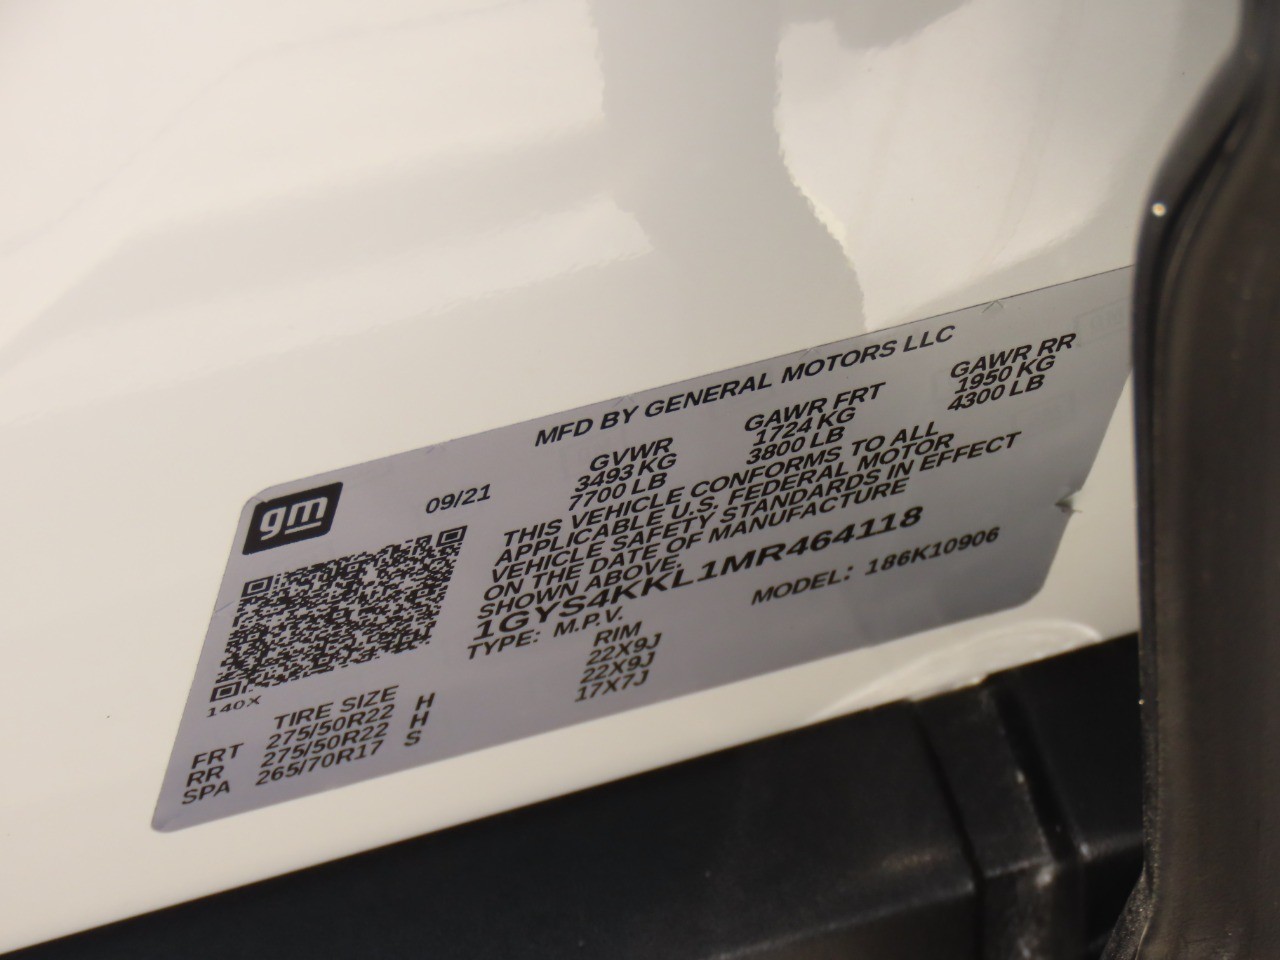 MFD BY GENERAL MOTORS LLC
gm
09/21
GVWR GAWR FRT GAWR RR
3493 KG 1724 KG 1950 KG
7700 LB 3800 LB 4300 LB
THIS VEHICLE CONFORMS TO ALL
APPLICABLE U.S. FEDERAL MOTOR
VEHICLE SAFETY STANDARDS IN EFFECT
ON THE DATE OF MANUFACTURE
SHOWN ABOVE.
1GYS4KKL1MR464118
TYPE: M.P.V. MODEL: 186K10906
140X
TIRE SIZE RIM
FRT 275/50R22 H 22X9J
RR 275/50R22 H 22X9J
SPA 265/70R17 S 17X7J